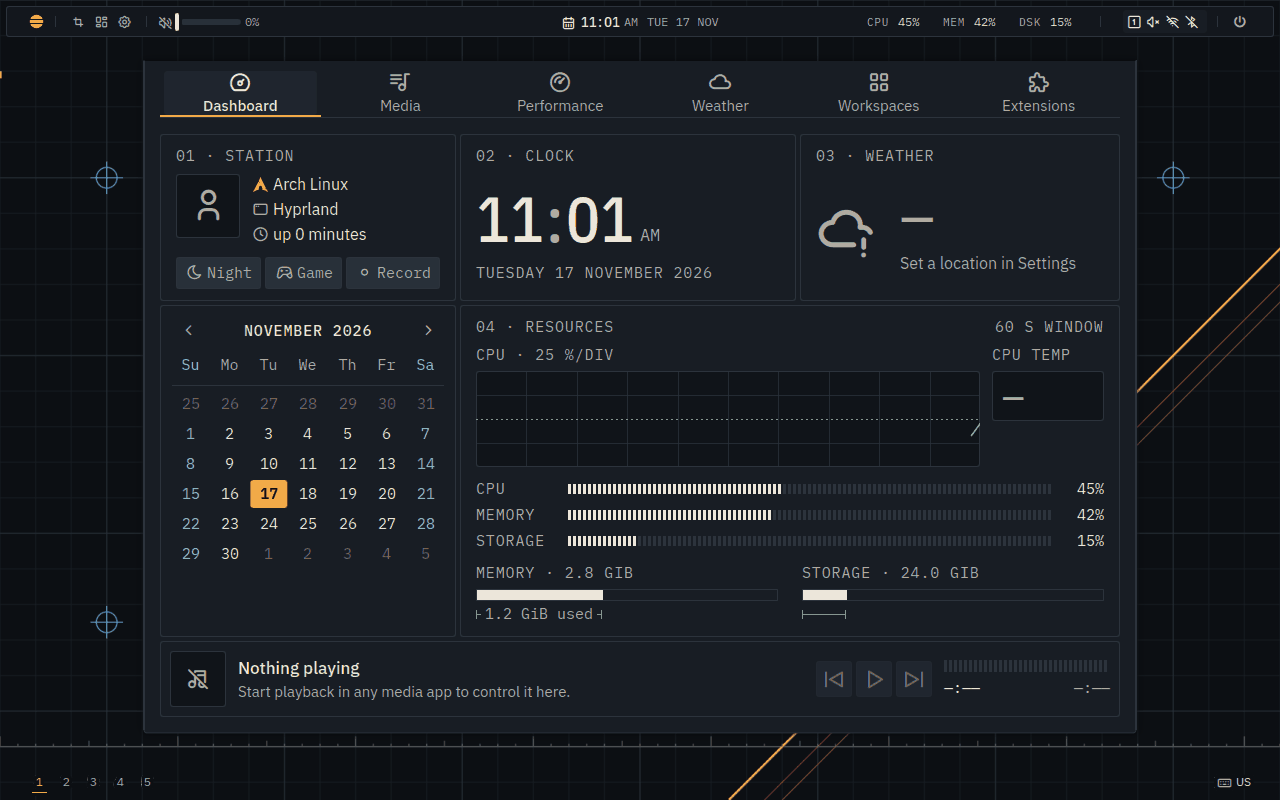 0%
11:01 AM TUE 17 NOV
CPU 45% MEM 42% DSK 15%
1
Dashboard Media Performance Weather Workspaces Extensions
01 · STATION
Arch Linux
Hyprland
up 0 minutes
Night Game Record
02 · CLOCK
11:01 AM
TUESDAY 17 NOVEMBER 2026
03 · WEATHER
—
Set a location in Settings
NOVEMBER 2026
Su Mo Tu We Th Fr Sa
25 26 27 28 29 30 31
1 2 3 4 5 6 7
8 9 10 11 12 13 14
15 16 17 18 19 20 21
22 23 24 25 26 27 28
29 30 1 2 3 4 5
04 · RESOURCES 60 S WINDOW
CPU · 25 %/DIV CPU TEMP
—
CPU 45%
MEMORY 42%
STORAGE 15%
MEMORY · 2.8 GIB STORAGE · 24.0 GIB
1.2 GiB used
Nothing playing
Start playback in any media app to control it here.
—:—— —:——
1 2 3 4 5
US